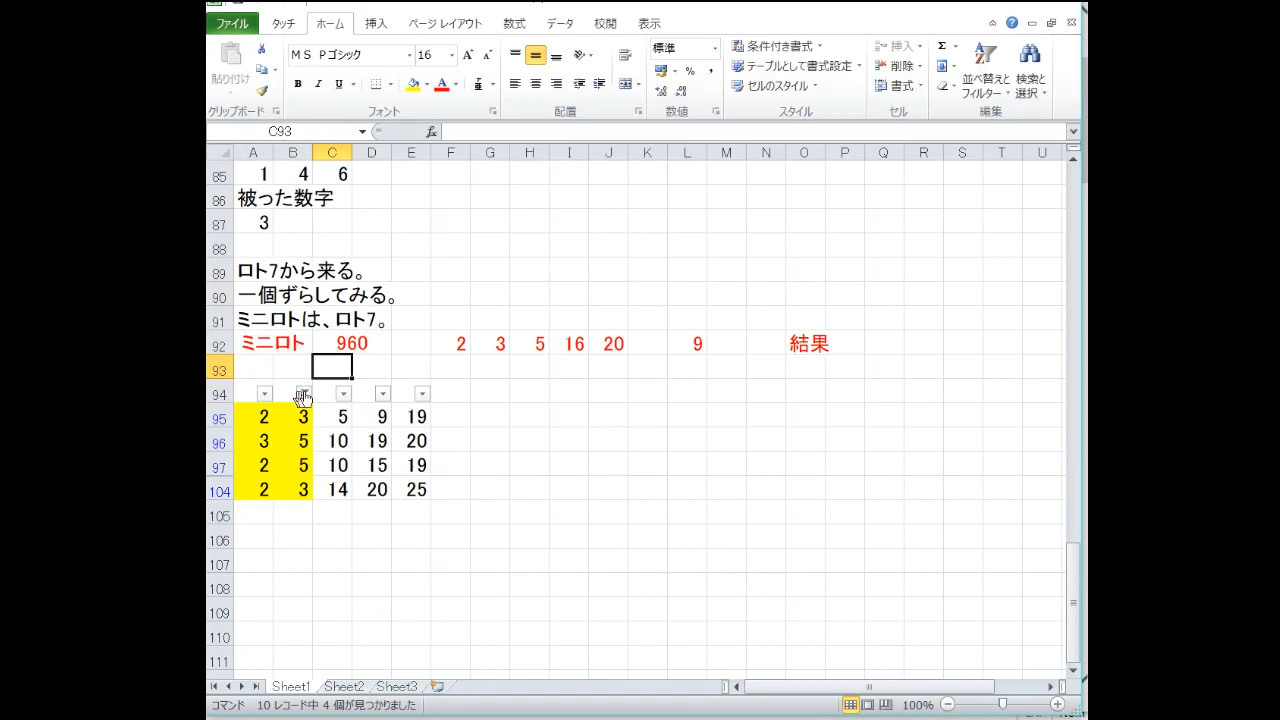 ファイル タッチ ホーム 挿入 ページ レイアウト 数式 データ 校閲 表示
ＭＳ Ｐゴシック 16 標準 条件付き書式 挿入 Σ
貼り付け テーブルとして書式設定 削除 並べ替えと 検索と
B I U A % , セルのスタイル 書式 フィルター 選択
クリップボード フォント 配置 数値 スタイル セル 編集
C93 fx
A B C D E F G H I J K L M N O P Q R S T U
85 1 4 6
86 被った数字
87 3
88
89 ロト7から来る。
90 一個ずらしてみる。
91 ミニロトは、ロト7。
92 ミニロト 960 2 3 5 16 20 9 結果
93
94
95 2 3 5 9 19
96 3 5 10 19 20
97 2 5 10 15 19
104 2 3 14 20 25
105
106
107
108
109
110
111
Sheet1 Sheet2 Sheet3
コマンド 10 レコード中 4 個が見つかりました 100%